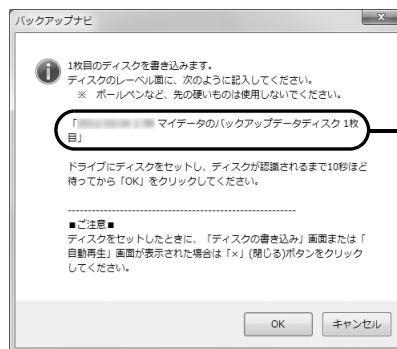 バックアップナビ
1枚目のディスクを書き込みます。
ディスクのレーベル面に、次のように記入してください。
※ ボールペンなど、先の硬いものは使用しないでください。
「 マイデータのバックアップデータディスク 1枚
目」
ドライブにディスクをセットし、ディスクが認識されるまで10秒ほど
待ってから「OK」をクリックしてください。
------------------------------------------------------
■ご注意■
ディスクをセットしたときに、「ディスクの書き込み」画面または「
自動再生」画面が表示された場合は「×」(閉じる)ボタンをクリック
してください。
OK キャンセル